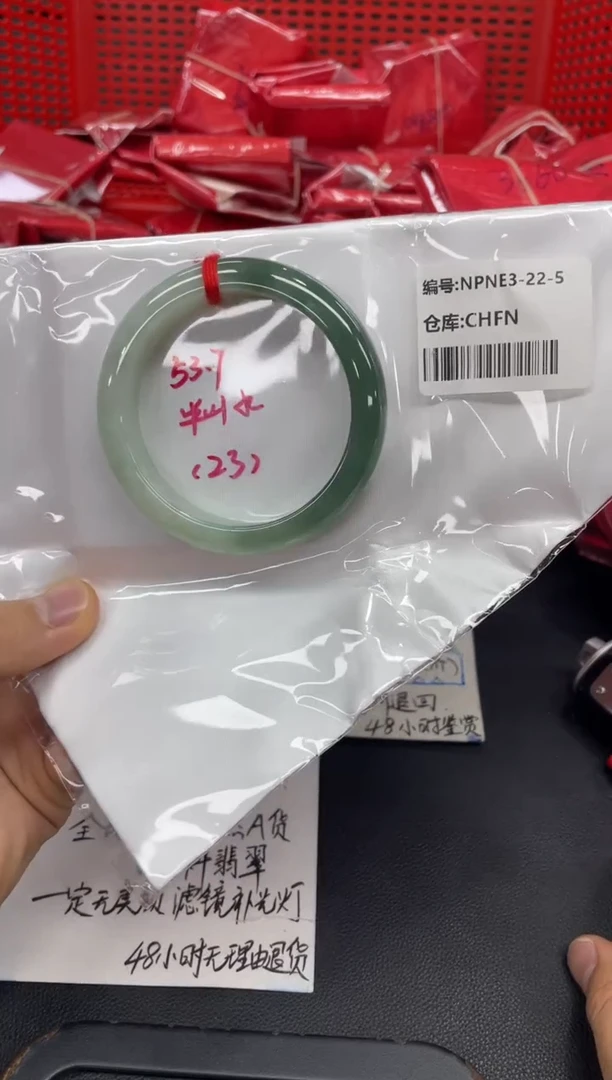 编号:NPNE3-22-5
仓库:CHFN
53.7
半山水
(23)
退回
48小时鉴赏
全
A货
翡翠
一定无 滤镜补光灯
48小时无理由退货